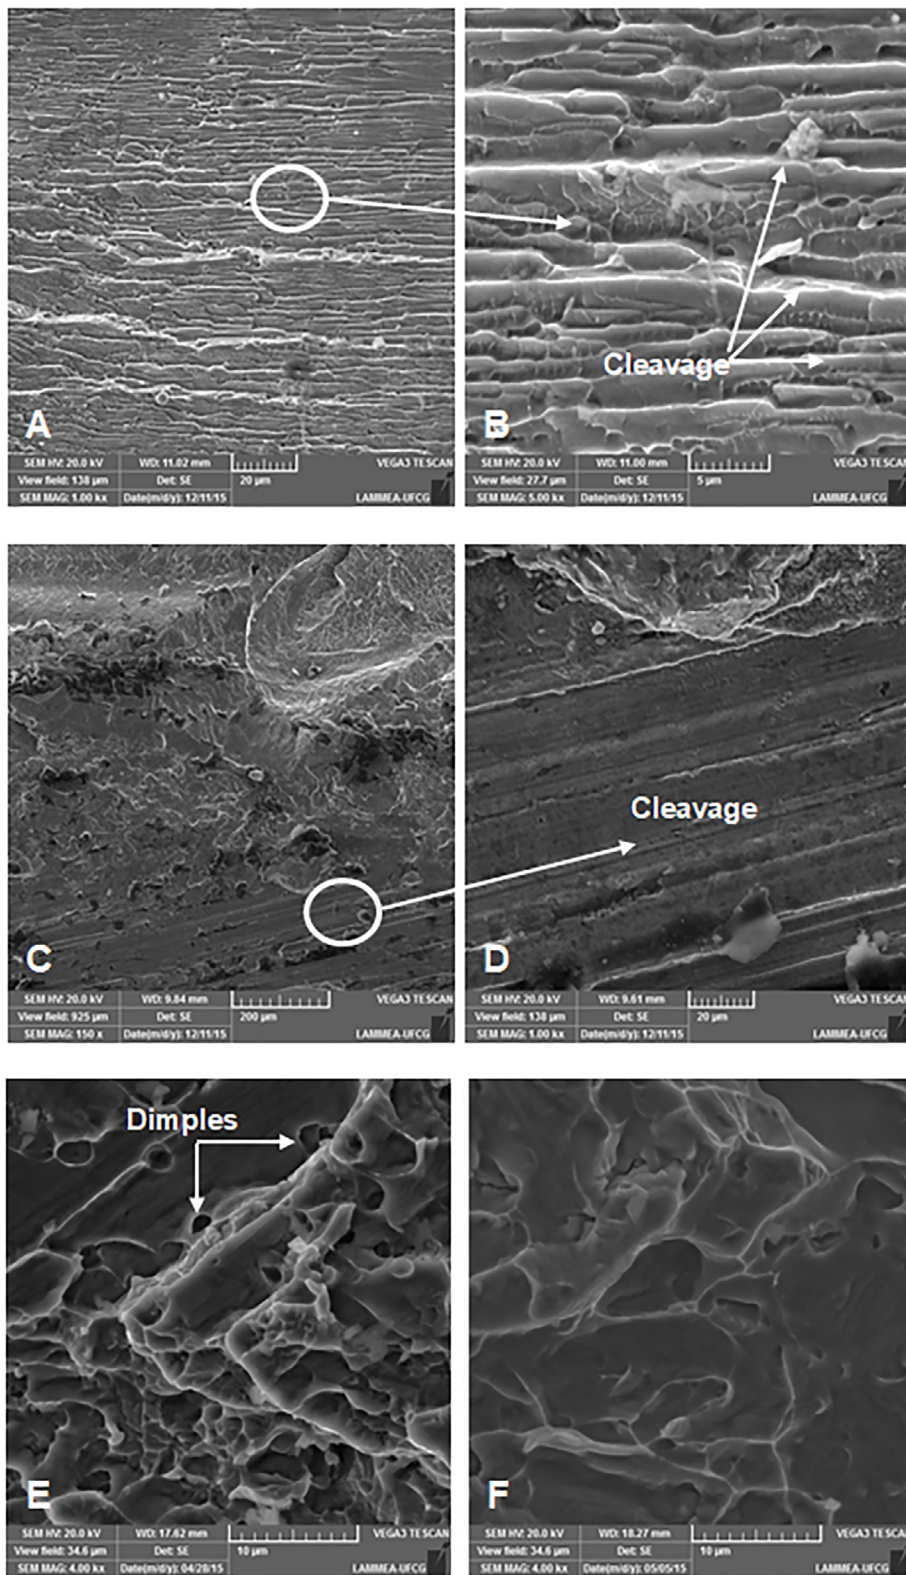 Cleavage
A
B
SEM HV: 20.0 kV WD: 11.02 mm VEGA3 TESCAN
View field: 138 µm Det: SE 20 µm
SEM MAG: 1.00 kx Date(m/d/y): 12/11/15 LAMMEA-UFCG
SEM HV: 20.0 kV WD: 11.00 mm VEGA3 TESCAN
View field: 27.7 µm Det: SE 5 µm
SEM MAG: 5.00 kx Date(m/d/y): 12/11/15 LAMMEA-UFCG
Cleavage
C
D
SEM HV: 20.0 kV WD: 9.84 mm VEGA3 TESCAN
View field: 925 µm Det: SE 200 µm
SEM MAG: 150 x Date(m/d/y): 12/11/15 LAMMEA-UFCG
SEM HV: 20.0 kV WD: 9.61 mm VEGA3 TESCAN
View field: 138 µm Det: SE 20 µm
SEM MAG: 1.00 kx Date(m/d/y): 12/11/15 LAMMEA-UFCG
Dimples
E
F
SEM HV: 20.0 kV WD: 17.62 mm VEGA3 TESCAN
View field: 34.6 µm Det: SE 10 µm
SEM MAG: 4.00 kx Date(m/d/y): 04/28/15 LAMMEA-UFCG
SEM HV: 20.0 kV WD: 18.27 mm VEGA3 TESCAN
View field: 34.6 µm Det: SE 10 µm
SEM MAG: 4.00 kx Date(m/d/y): 05/05/15 LAMMEA-UFCG